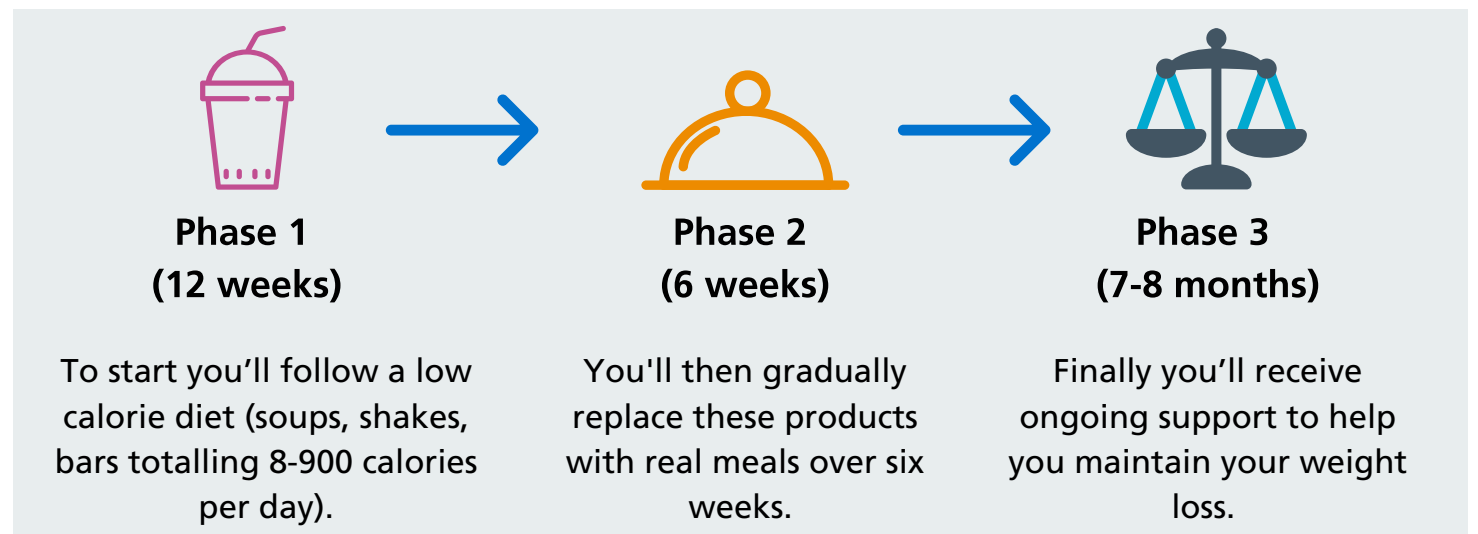 Phase 1
(12 weeks)
To start you’ll follow a low
calorie diet (soups, shakes,
bars totalling 8-900 calories
per day).
Phase 2
(6 weeks)
You'll then gradually
replace these products
with real meals over six
weeks.
Phase 3
(7-8 months)
Finally you’ll receive
ongoing support to help
you maintain your weight
loss.